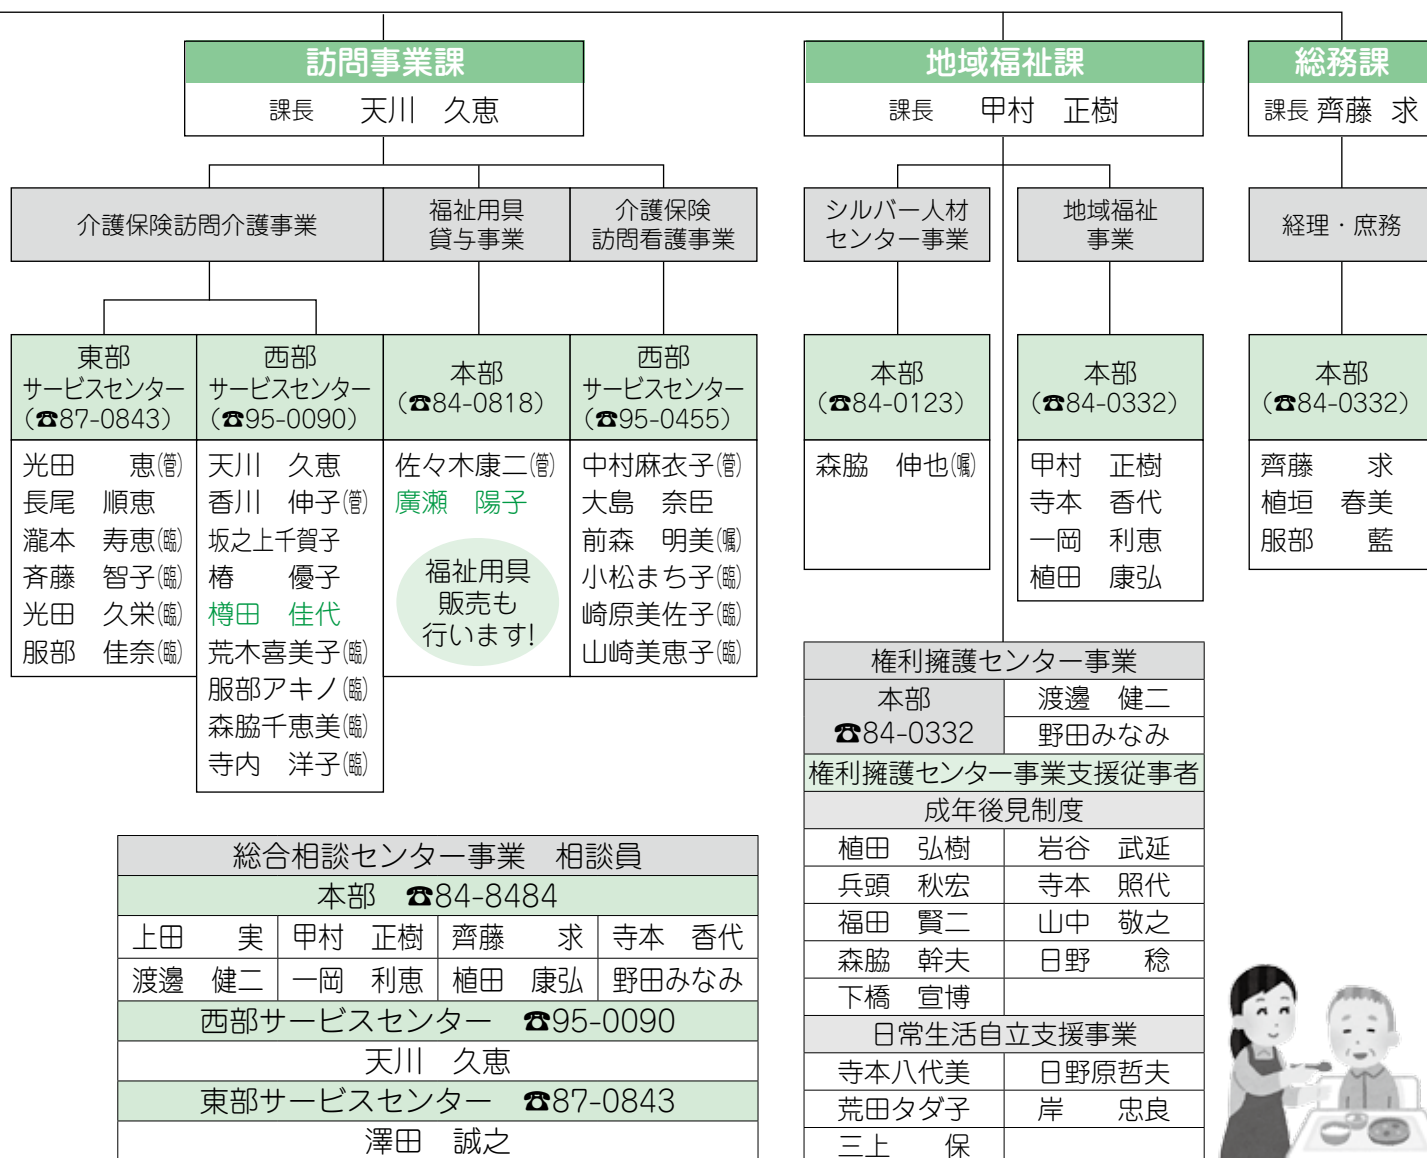 訪問事業課
課長 天川 久恵
介護保険訪問介護事業
福祉用具
貸与事業
介護保険
訪問看護事業
東部
サービスセンター
(☎87-0843)
光田 恵(管)
長尾 順恵
瀧本 寿恵(臨)
斉藤 智子(臨)
光田 久栄(臨)
服部 佳奈(臨)
西部
サービスセンター
(☎95-0090)
天川 久恵
香川 伸子(管)
坂之上千賀子
椿 優子
樽田 佳代
荒木喜美子(臨)
服部アキノ(臨)
森脇千恵美(臨)
寺内 洋子(臨)
本部
(☎84-0818)
佐々木康二(管)
廣瀬 陽子
福祉用具
販売も
行います!
西部
サービスセンター
(☎95-0455)
中村麻衣子(管)
大島 奈臣
前森 明美(嘱)
小松まち子(臨)
崎原美佐子(臨)
山崎美恵子(臨)
地域福祉課
課長 甲村 正樹
シルバー人材
センター事業
地域福祉
事業
本部
(☎84-0123)
森脇 伸也(嘱)
本部
(☎84-0332)
甲村 正樹
寺本 香代
一岡 利恵
植田 康弘
総務課
課長 齊藤 求
経理・庶務
本部
(☎84-0332)
齊藤 求
植垣 春美
服部 藍
権利擁護センター事業
本部
☎84-0332
渡邊 健二
野田みなみ
権利擁護センター事業支援従事者
成年後見制度
植田 弘樹 岩谷 武延
兵頭 秋宏 寺本 照代
福田 賢二 山中 敬之
森脇 幹夫 日野 稔
下橋 宣博
日常生活自立支援事業
寺本八代美 日野原哲夫
荒田タダ子 岸 忠良
三上 保
総合相談センター事業 相談員
本部 ☎84-8484
上田 実 甲村 正樹 齊藤 求 寺本 香代
渡邊 健二 一岡 利恵 植田 康弘 野田みなみ
西部サービスセンター ☎95-0090
天川 久恵
東部サービスセンター ☎87-0843
澤田 誠之